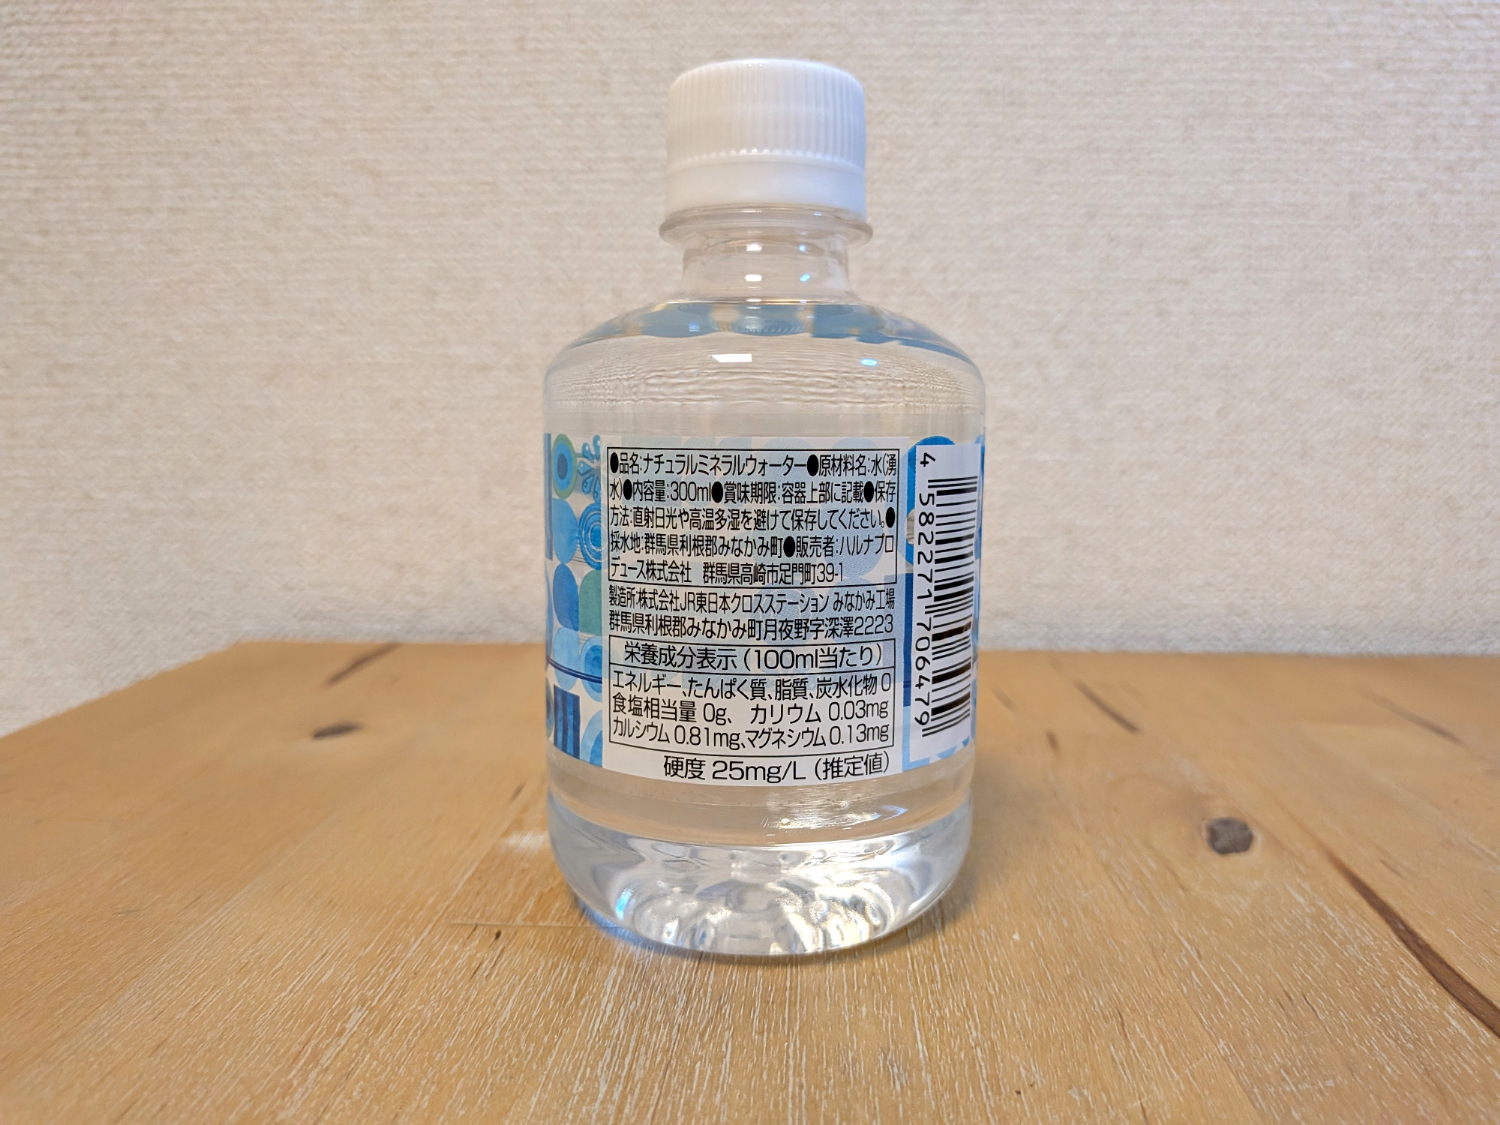 ●品名:ナチュラルミネラルウォーター●原材料名:水(湧
水)●内容量:300ml●賞味期限:容器上部に記載●保存
方法:直射日光や高温多湿を避けて保存してください。●
採水地:群馬県利根郡みなかみ町●販売者:ハルナプロ
デュース株式会社 群馬県高崎市足門町39-1
製造所:株式会社JR東日本クロスステーション みなかみ工場
群馬県利根郡みなかみ町月夜野字深澤2223
栄養成分表示(100ml当たり)
エネルギー、たんぱく質、脂質、炭水化物 0
食塩相当量 0g、カリウム 0.03mg
カルシウム 0.81mg、マグネシウム 0.13mg
硬度 25mg/L(推定値)
4 582271 706479